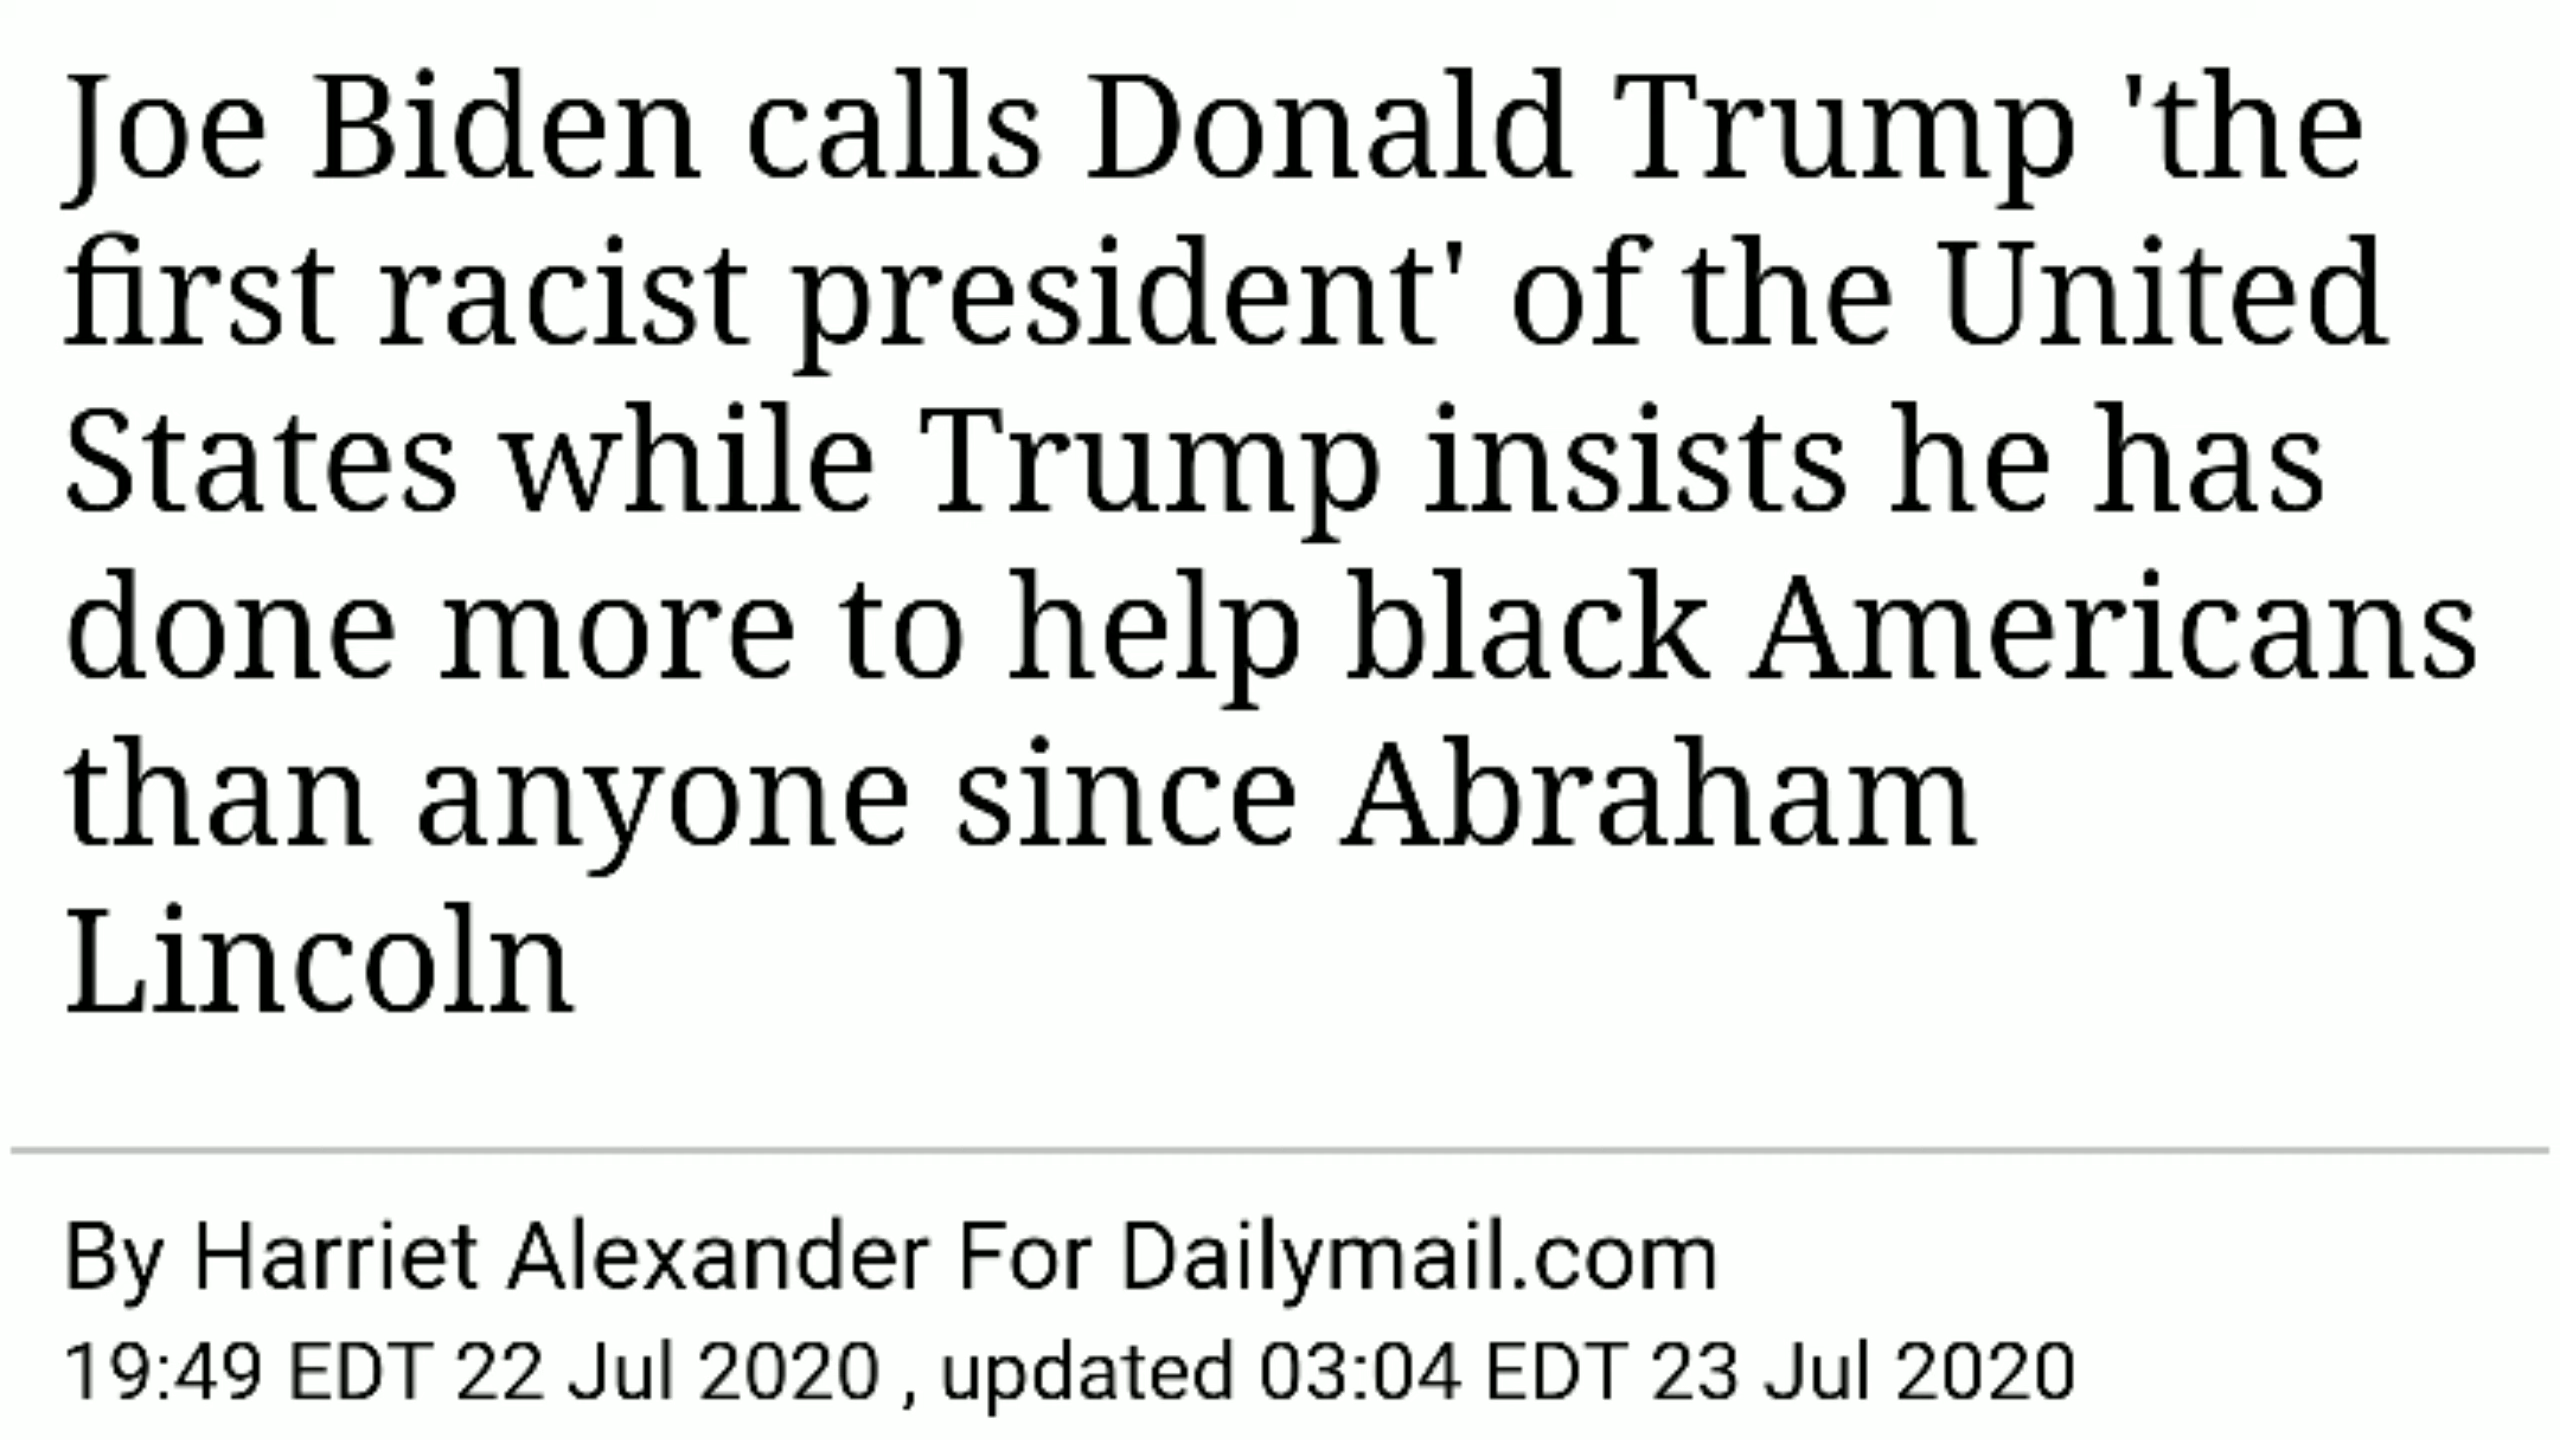 Joe Biden calls Donald Trump 'the
first racist president' of the United
States while Trump insists he has
done more to help black Americans
than anyone since Abraham
Lincoln
By Harriet Alexander For Dailymail.com
19:49 EDT 22 Jul 2020 , updated 03:04 EDT 23 Jul 2020